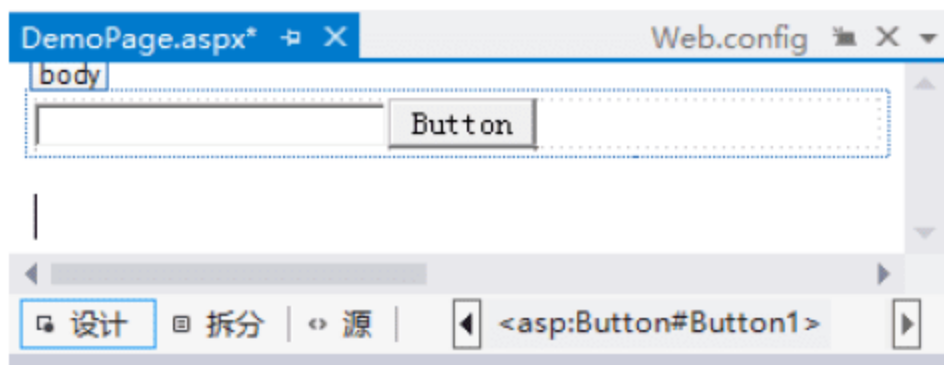 DemoPage.aspx* Web.config
body
Button
设计 拆分 源 <asp:Button#Button1>